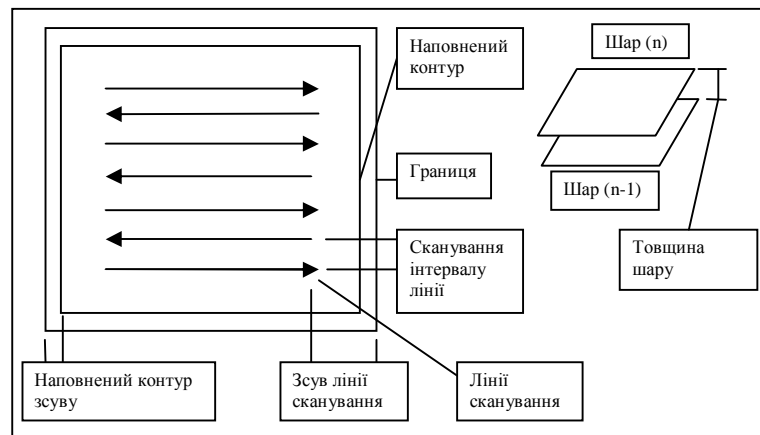 Наповнений
контур
Шар (n)
Границя
Шар (n-1)
Сканування
інтервалу
лінії
Товщина
шару
Наповнений контур
зсуву
Зсув лінії
сканування
Лінії
сканування